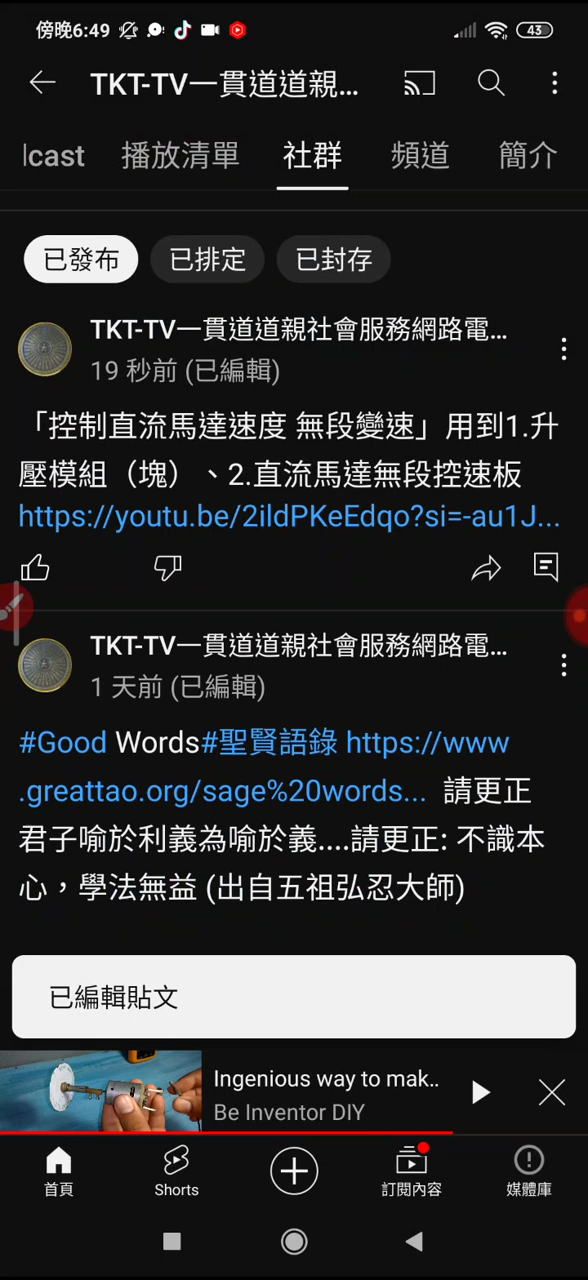 傍晚6:49
43
TKT-TV一貫道道親...
lcast 播放清單 社群 頻道 簡介
已發布 已排定 已封存
TKT-TV一貫道道親社會服務網路電...
19 秒前 (已編輯)
「控制直流馬達速度 無段變速」用到1.升
壓模組（塊）、2.直流馬達無段控速板
https://youtu.be/2ildPKeEdqo?si=-au1J...
TKT-TV一貫道道親社會服務網路電...
1 天前 (已編輯)
#Good Words#聖賢語錄 https://www
.greattao.org/sage%20words... 請更正
君子喻於利義為喻於義....請更正: 不識本
心，學法無益 (出自五祖弘忍大師)
已編輯貼文
Ingenious way to mak..
Be Inventor DIY
首頁 Shorts 訂閱內容 媒體庫